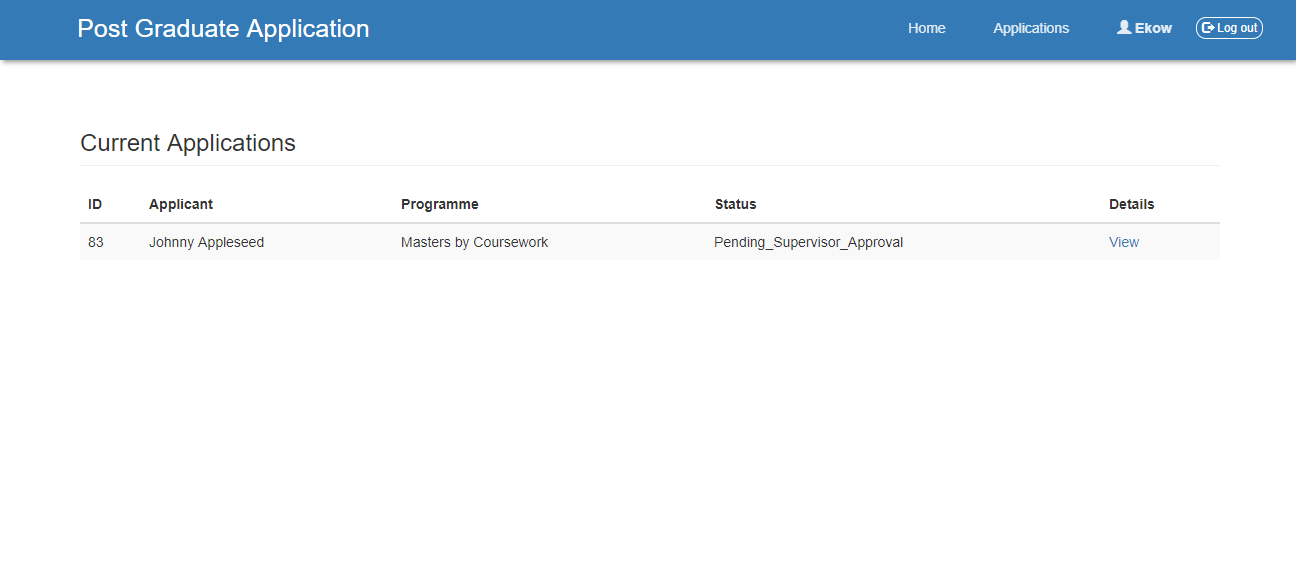 Post Graduate Application Home Applications Ekow Log out
Current Applications
ID Applicant Programme Status Details
83 Johnny Appleseed Masters by Coursework Pending_Supervisor_Approval View